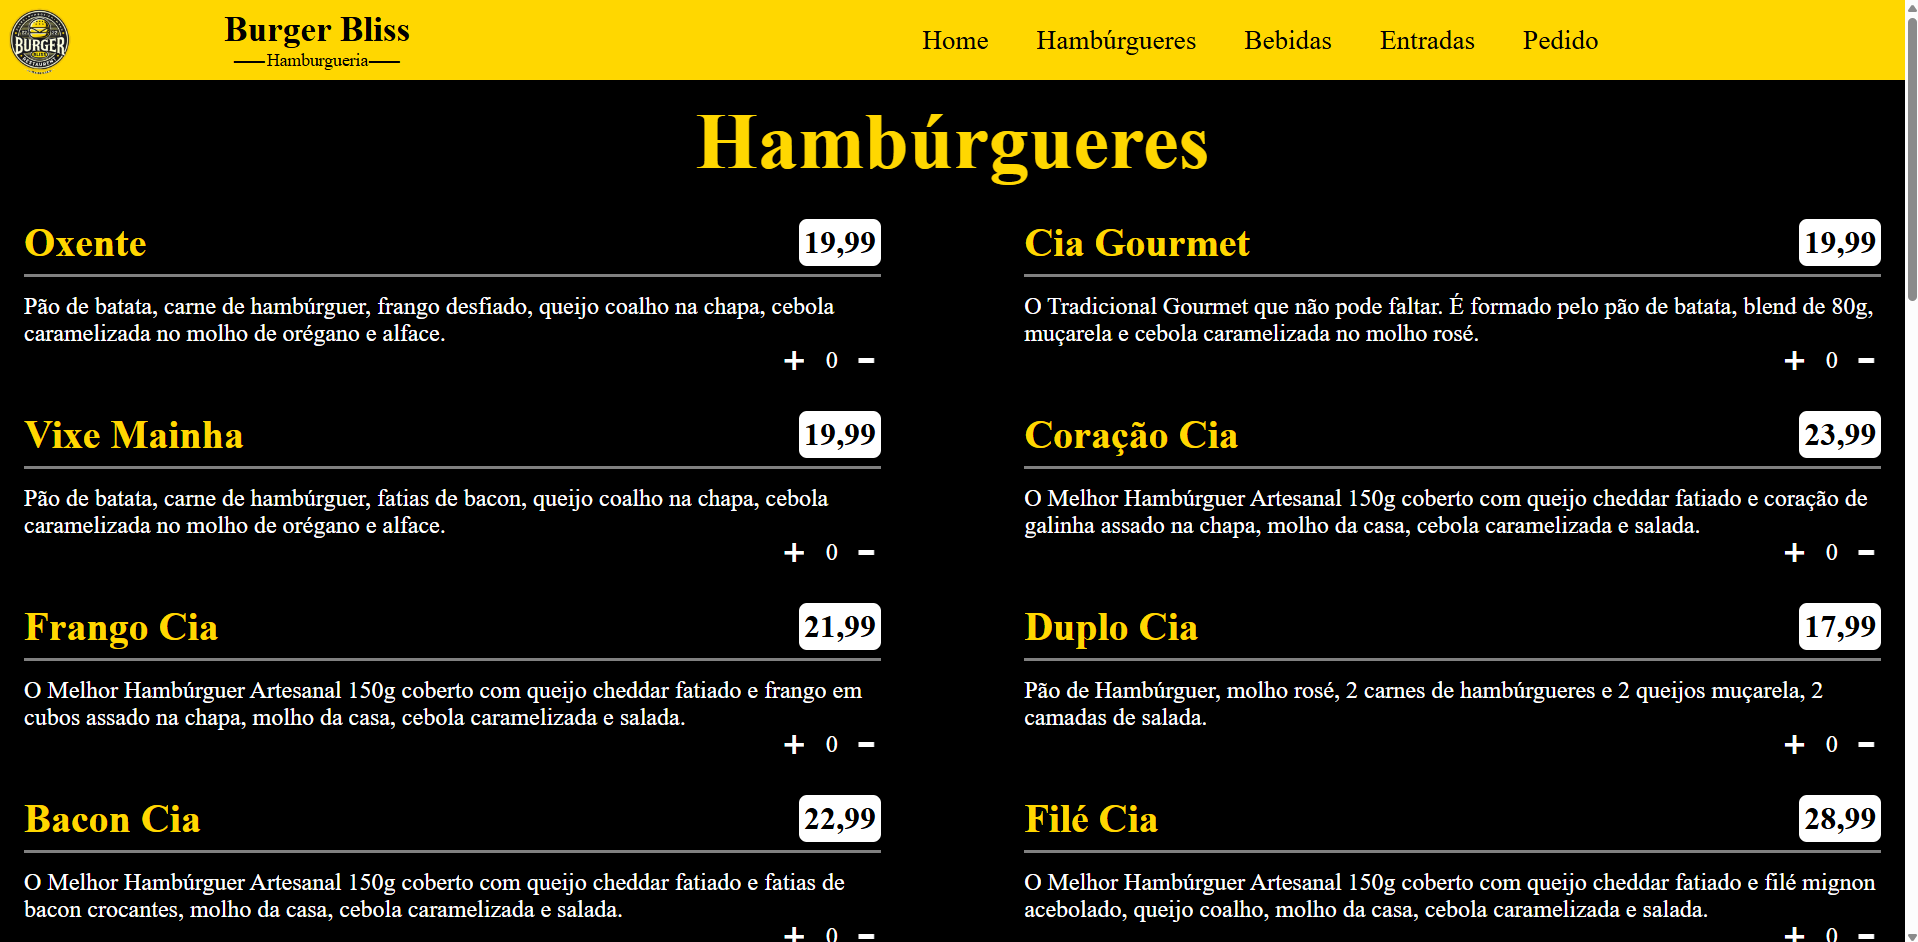 BURGER
RESTAURENT
Burger Bliss
Hamburgueria
Home Hambúrgueres Bebidas Entradas Pedido
Hambúrgueres
Oxente 19,99
Pão de batata, carne de hambúrguer, frango desfiado, queijo coalho na chapa, cebola
caramelizada no molho de orégano e alface.
+ 0 -
Cia Gourmet 19,99
O Tradicional Gourmet que não pode faltar. É formado pelo pão de batata, blend de 80g,
muçarela e cebola caramelizada no molho rosé.
+ 0 -
Vixe Mainha 19,99
Pão de batata, carne de hambúrguer, fatias de bacon, queijo coalho na chapa, cebola
caramelizada no molho de orégano e alface.
+ 0 -
Coração Cia 23,99
O Melhor Hambúrguer Artesanal 150g coberto com queijo cheddar fatiado e coração de
galinha assado na chapa, molho da casa, cebola caramelizada e salada.
+ 0 -
Frango Cia 21,99
O Melhor Hambúrguer Artesanal 150g coberto com queijo cheddar fatiado e frango em
cubos assado na chapa, molho da casa, cebola caramelizada e salada.
+ 0 -
Duplo Cia 17,99
Pão de Hambúrguer, molho rosé, 2 carnes de hambúrgueres e 2 queijos muçarela, 2
camadas de salada.
+ 0 -
Bacon Cia 22,99
O Melhor Hambúrguer Artesanal 150g coberto com queijo cheddar fatiado e fatias de
bacon crocantes, molho da casa, cebola caramelizada e salada.
+ 0 -
Filé Cia 28,99
O Melhor Hambúrguer Artesanal 150g coberto com queijo cheddar fatiado e filé mignon
acebolado, queijo coalho, molho da casa, cebola caramelizada e salada.
+ 0 -